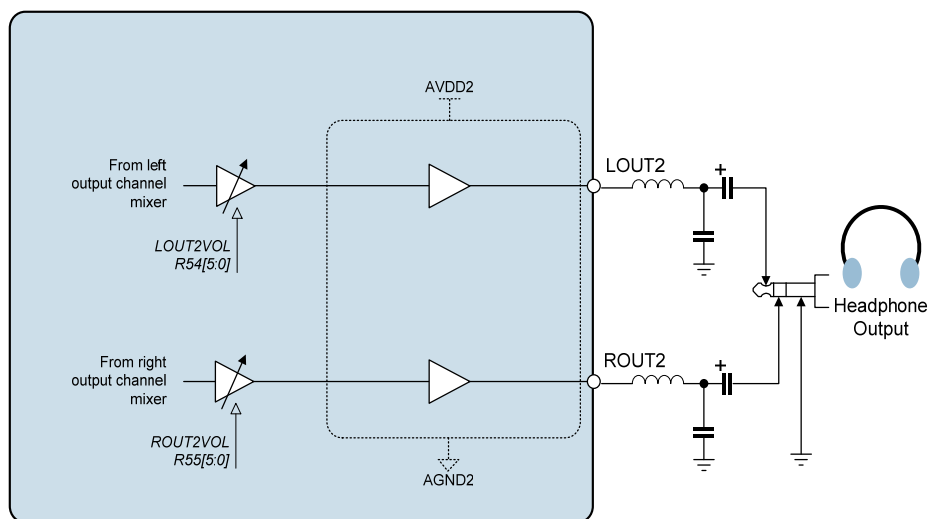 AVDD2
From left
output channel
mixer
LOUT2VOL
R54[5:0]
LOUT2
+
Headphone
Output
From right
output channel
mixer
ROUT2VOL
R55[5:0]
ROUT2
+
AGND2